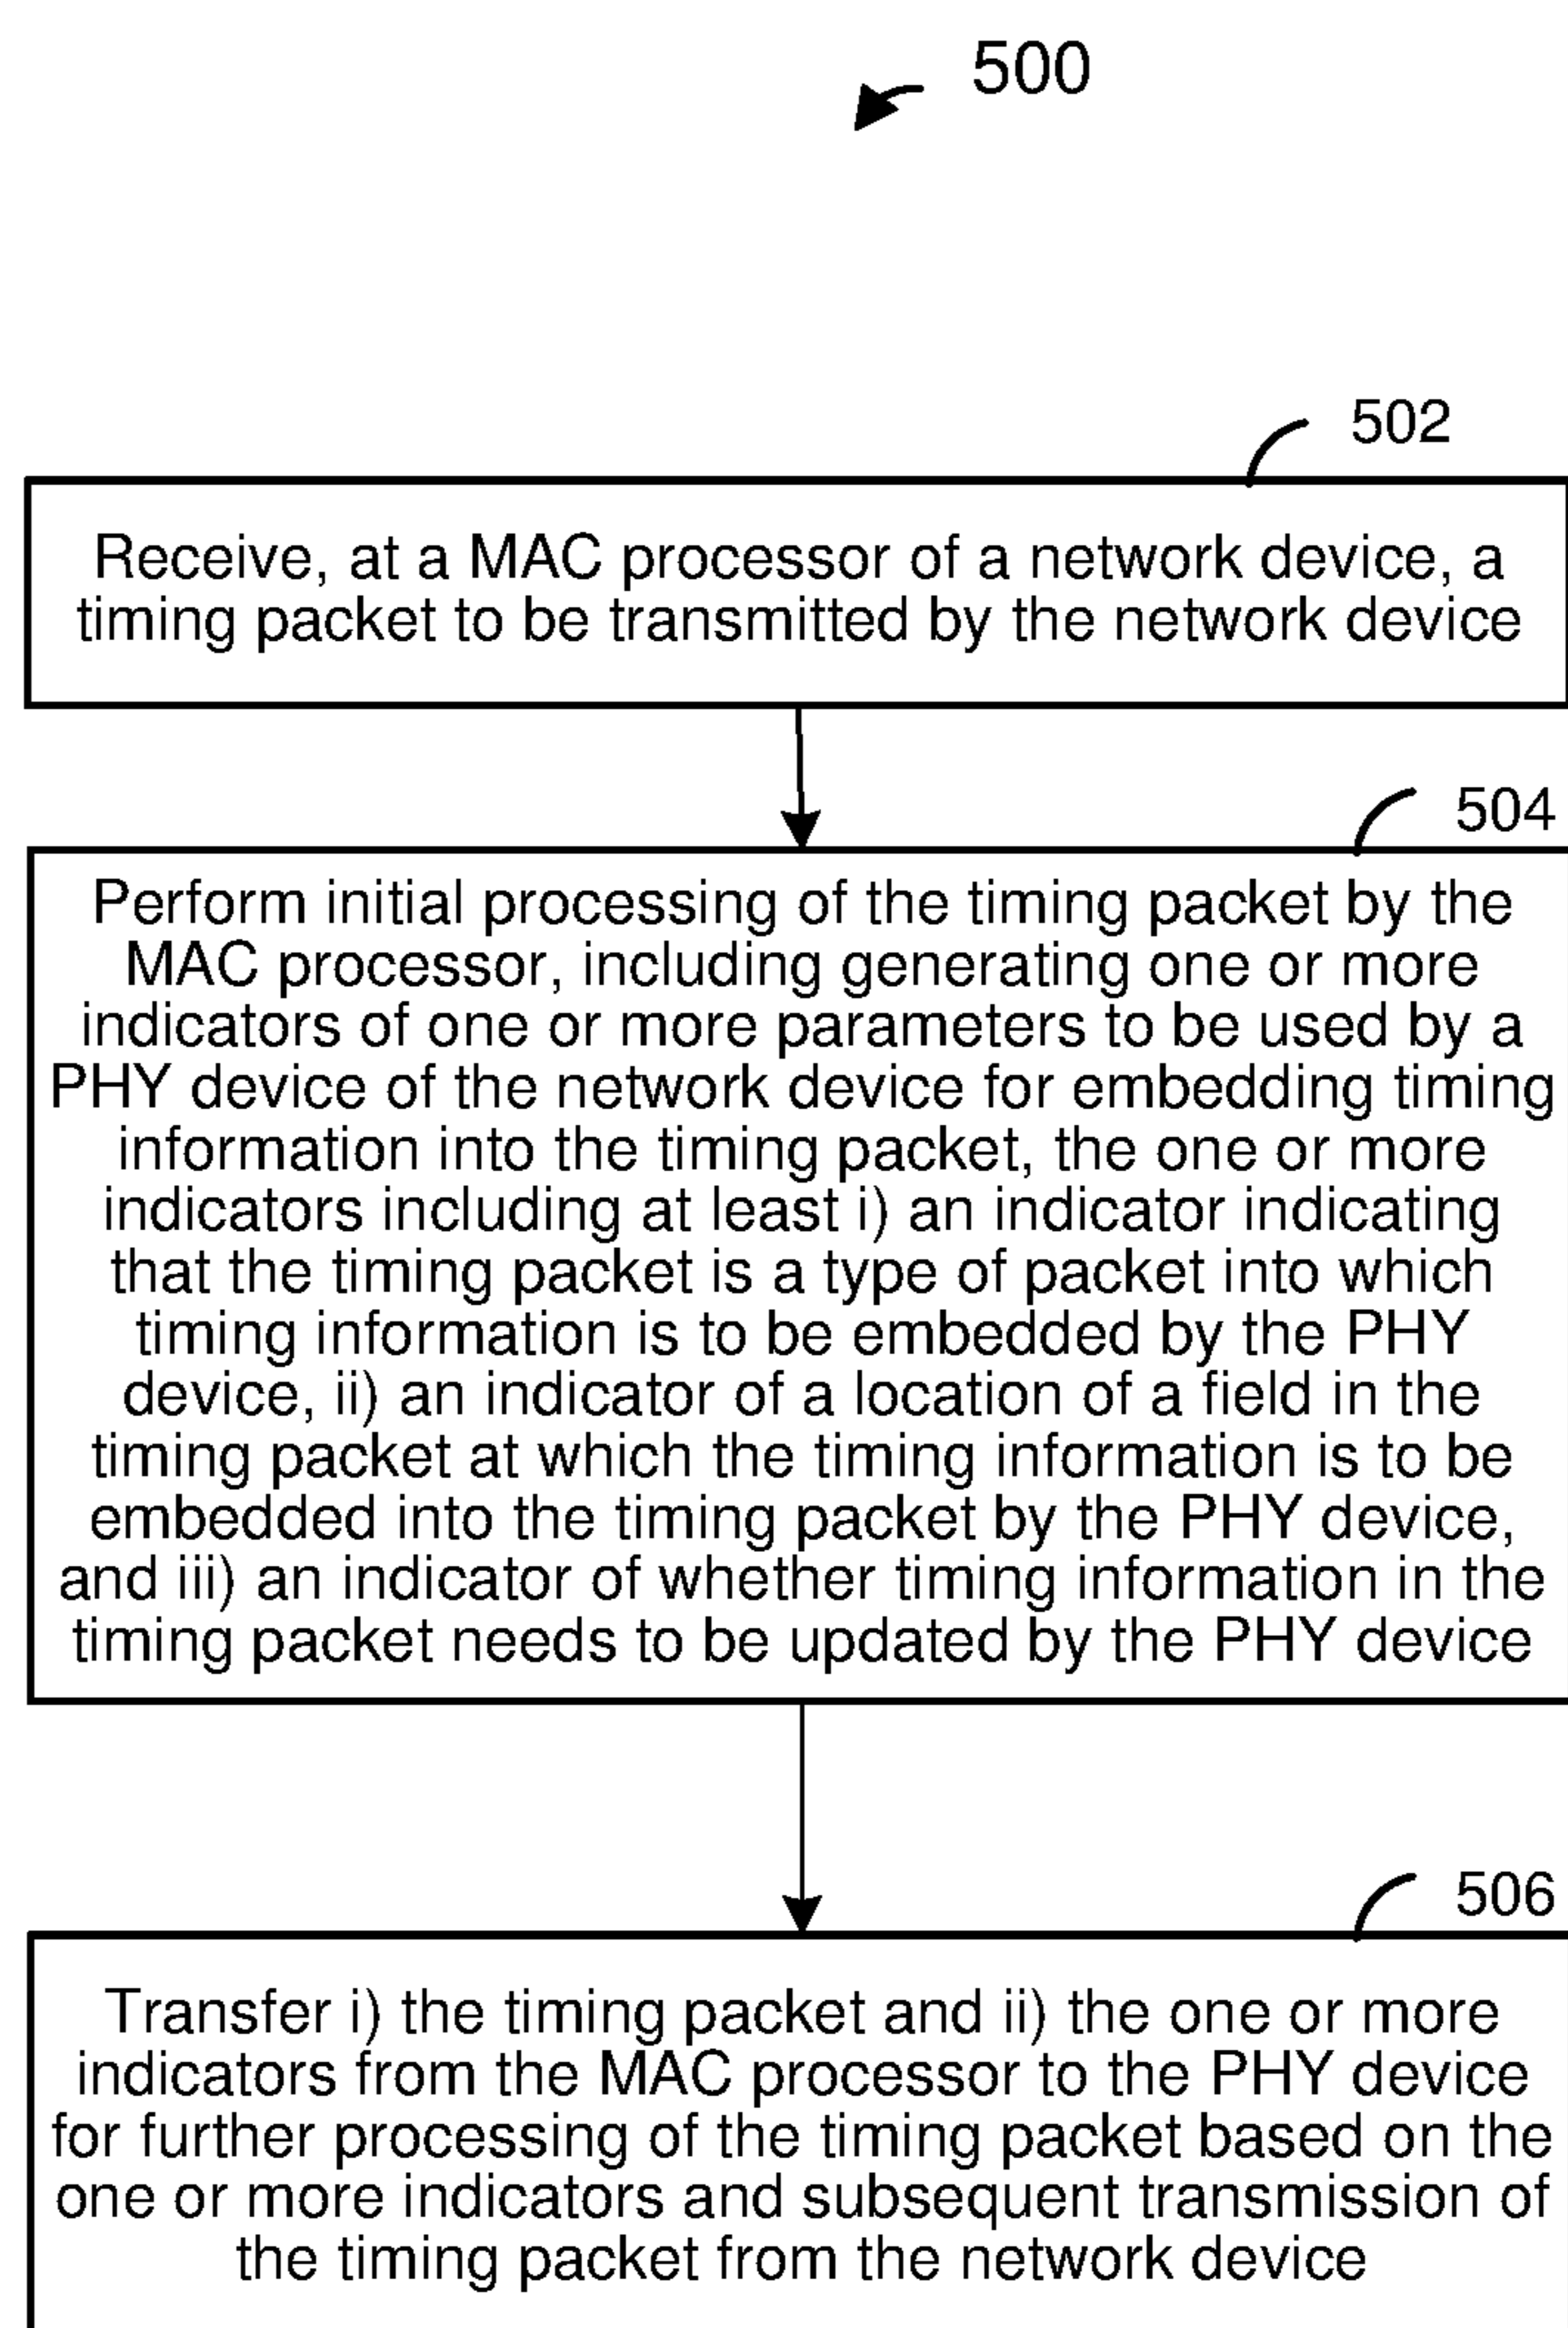 500
502
Receive, at a MAC processor of a network device, a
timing packet to be transmitted by the network device
504
Perform initial processing of the timing packet by the
MAC processor, including generating one or more
indicators of one or more parameters to be used by a
PHY device of the network device for embedding timing
information into the timing packet, the one or more
indicators including at least i) an indicator indicating
that the timing packet is a type of packet into which
timing information is to be embedded by the PHY
device, ii) an indicator of a location of a field in the
timing packet at which the timing information is to be
embedded into the timing packet by the PHY device,
and iii) an indicator of whether timing information in the
timing packet needs to be updated by the PHY device
506
Transfer i) the timing packet and ii) the one or more
indicators from the MAC processor to the PHY device
for further processing of the timing packet based on the
one or more indicators and subsequent transmission of
the timing packet from the network device